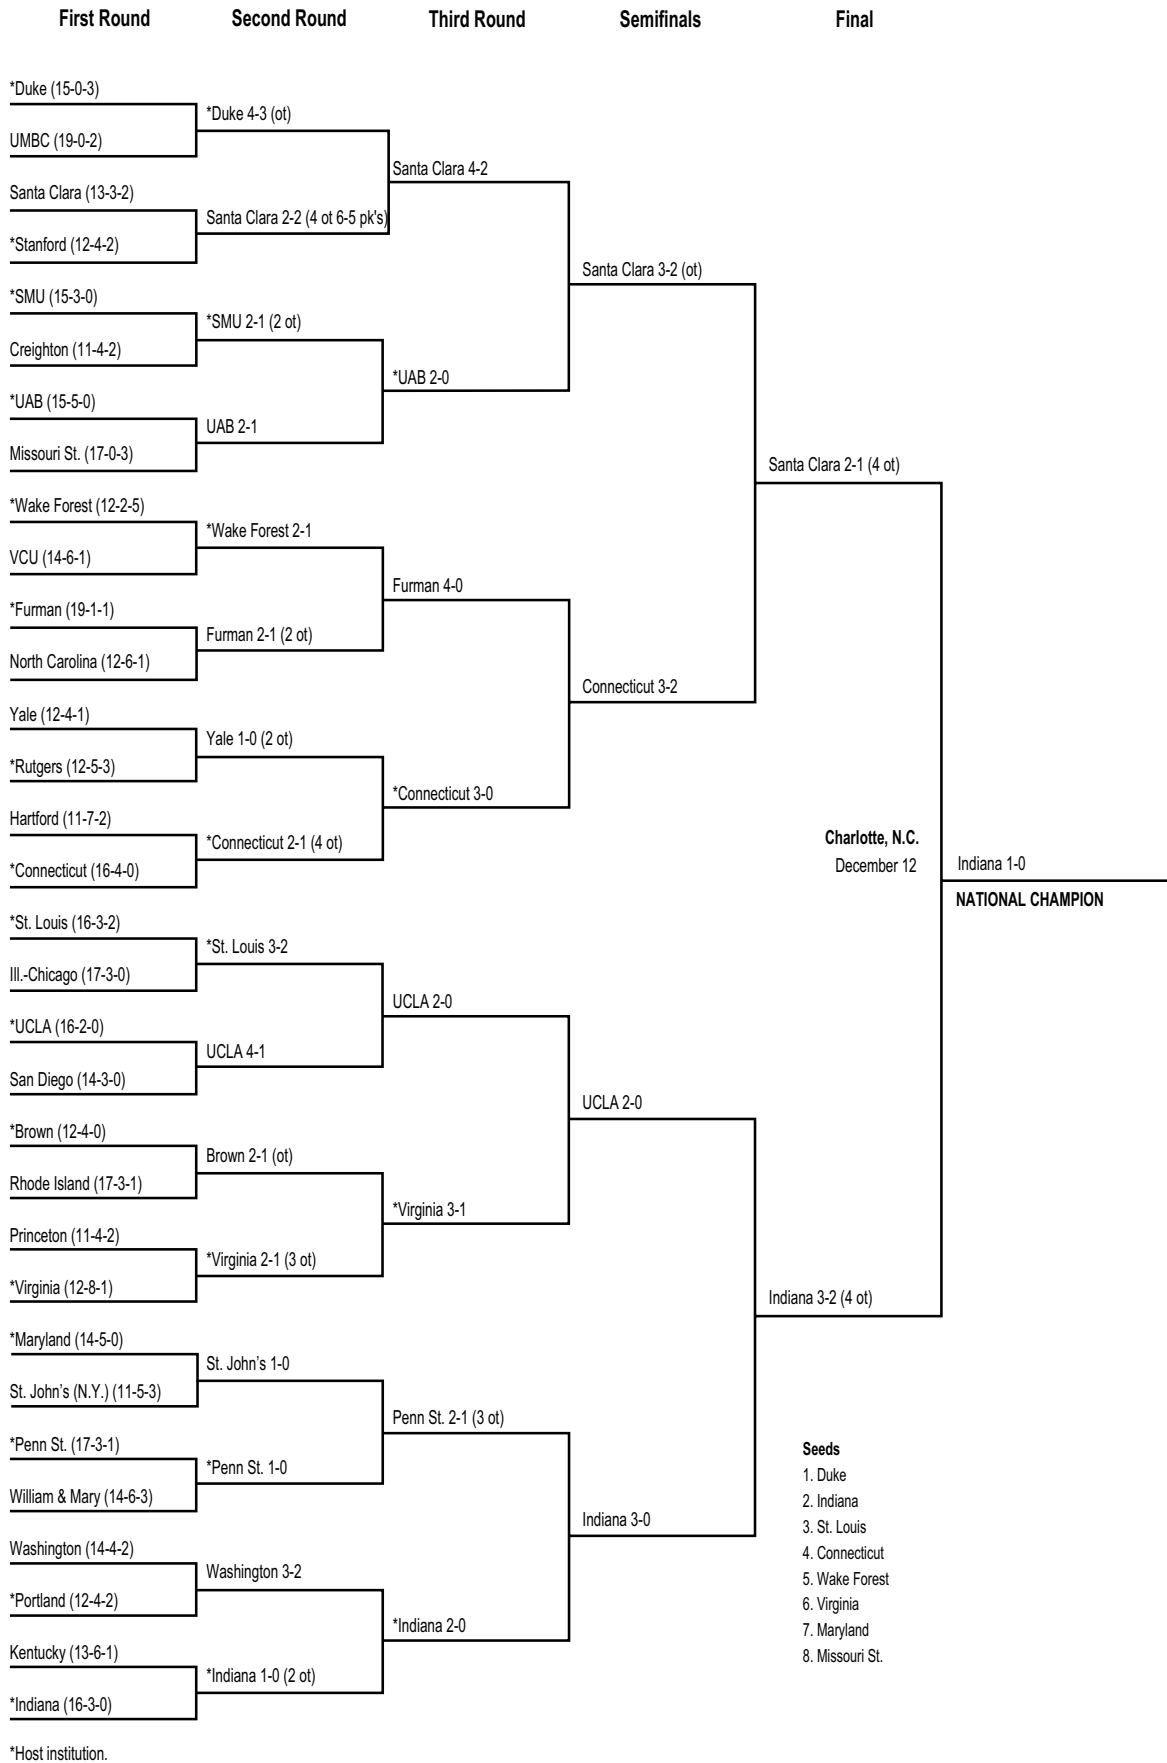 First Round
Second Round
Third Round
Semifinals
Final
*Duke (15-0-3)
*Duke 4-3 (ot)
UMBC (19-0-2)
Santa Clara 4-2
Santa Clara (13-3-2)
Santa Clara 2-2 (4 ot 6-5 pk's)
*Stanford (12-4-2)
Santa Clara 3-2 (ot)
*SMU (15-3-0)
*SMU 2-1 (2 ot)
Creighton (11-4-2)
*UAB 2-0
*UAB (15-5-0)
UAB 2-1
Missouri St. (17-0-3)
Santa Clara 2-1 (4 ot)
*Wake Forest (12-2-5)
*Wake Forest 2-1
VCU (14-6-1)
Furman 4-0
*Furman (19-1-1)
Furman 2-1 (2 ot)
North Carolina (12-6-1)
Connecticut 3-2
Yale (12-4-1)
Yale 1-0 (2 ot)
*Rutgers (12-5-3)
*Connecticut 3-0
Hartford (11-7-2)
*Connecticut 2-1 (4 ot)
*Connecticut (16-4-0)
Charlotte, N.C.
December 12
Indiana 1-0
NATIONAL CHAMPION
*St. Louis (16-3-2)
*St. Louis 3-2
Ill.-Chicago (17-3-0)
UCLA 2-0
*UCLA (16-2-0)
UCLA 4-1
San Diego (14-3-0)
UCLA 2-0
*Brown (12-4-0)
Brown 2-1 (ot)
Rhode Island (17-3-1)
*Virginia 3-1
Princeton (11-4-2)
*Virginia 2-1 (3 ot)
*Virginia (12-8-1)
Indiana 3-2 (4 ot)
*Maryland (14-5-0)
St. John's 1-0
St. John's (N.Y.) (11-5-3)
Penn St. 2-1 (3 ot)
*Penn St. (17-3-1)
*Penn St. 1-0
William & Mary (14-6-3)
Indiana 3-0
Washington (14-4-2)
Washington 3-2
*Portland (12-4-2)
*Indiana 2-0
Kentucky (13-6-1)
*Indiana 1-0 (2 ot)
*Indiana (16-3-0)
Seeds
1. Duke
2. Indiana
3. St. Louis
4. Connecticut
5. Wake Forest
6. Virginia
7. Maryland
8. Missouri St.
*Host institution.